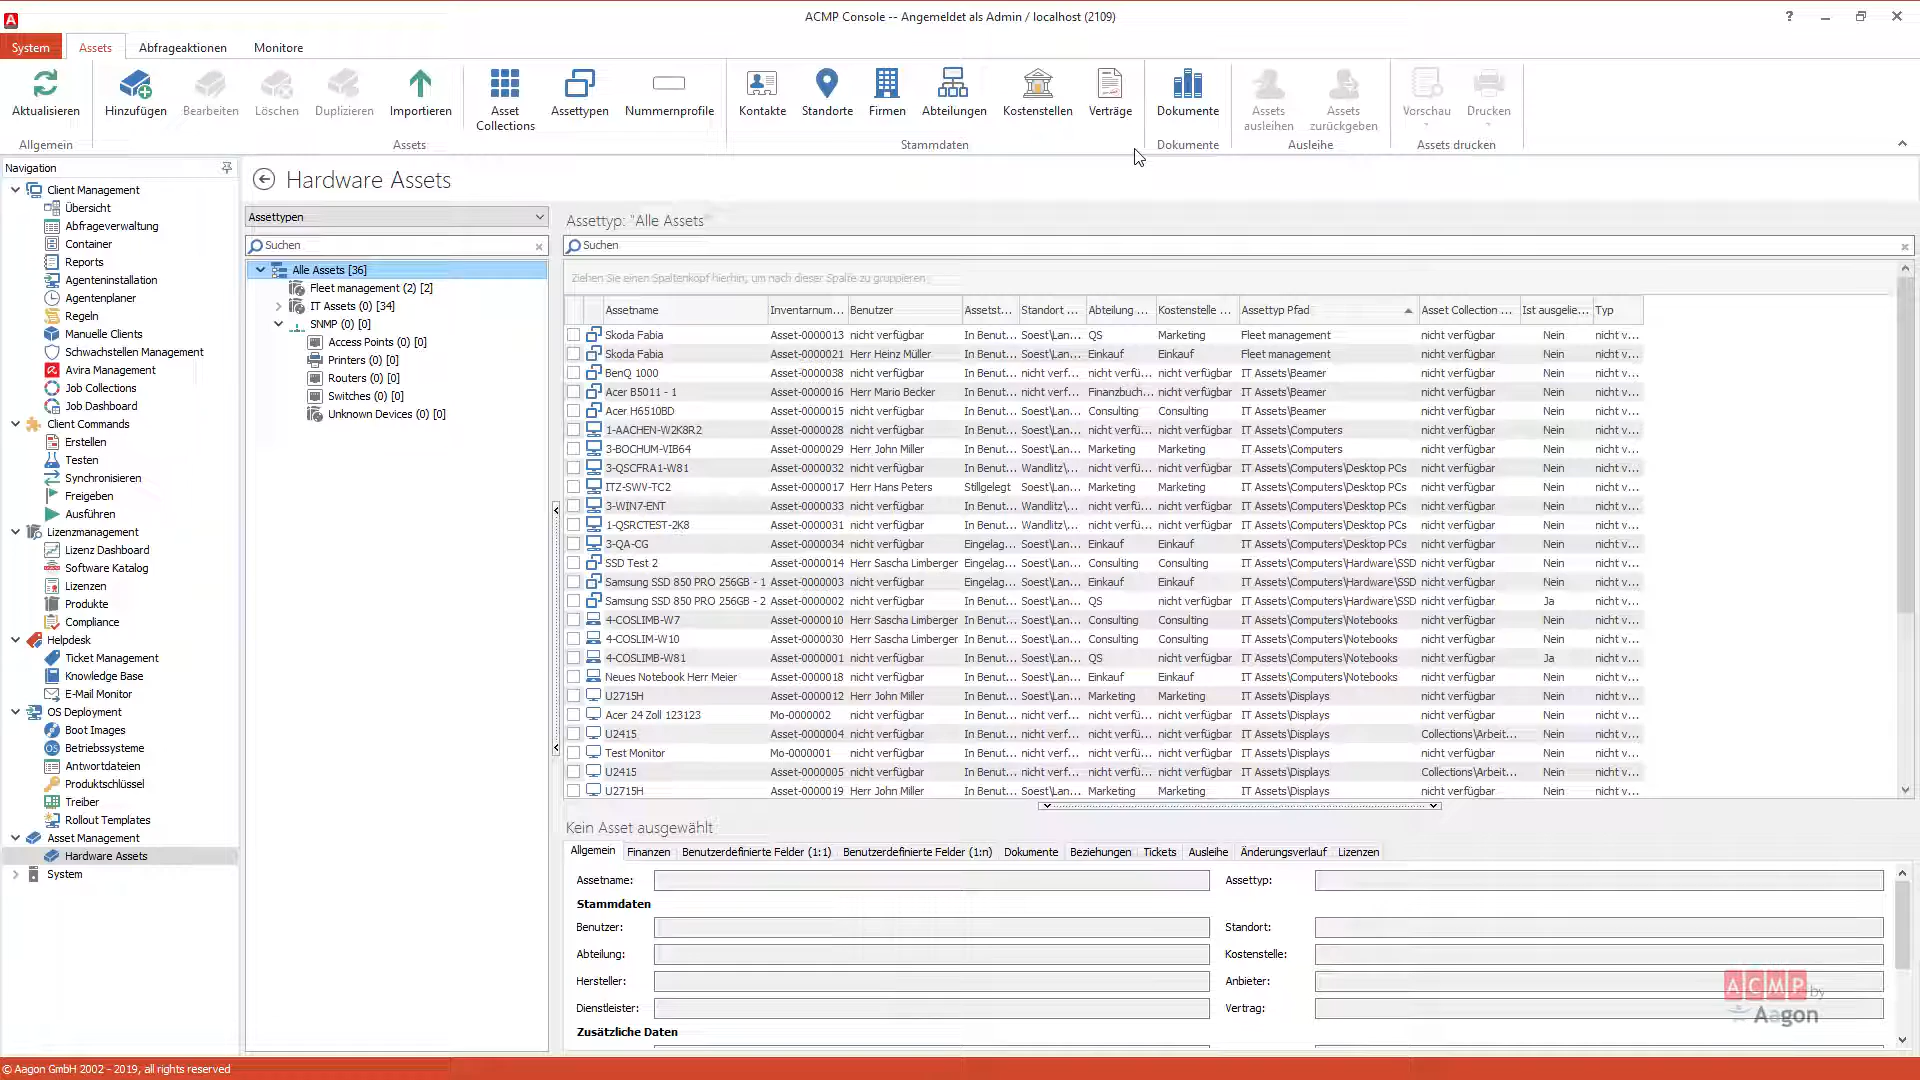 ACMP Console -- Angemeldet als Admin / localhost (2109)
System Assets Abfrageaktionen Monitore
Aktualisieren Hinzufügen Bearbeiten Löschen Duplizieren Importieren Asset Collections Assettypen Nummernprofile Kontakte Standorte Firmen Abteilungen Kostenstellen Verträge Dokumente Assets ausleihen Assets zurückgeben Vorschau Drucken
Allgemein Assets Stammdaten Dokumente Ausleihe Assets drucken
Navigation
Client Management
Übersicht
Abfrageverwaltung
Container
Reports
Agenteninstallation
Agentenplaner
Regeln
Manuelle Clients
Schwachstellen Management
Avira Management
Job Collections
Job Dashboard
Client Commands
Erstellen
Testen
Synchronisieren
Freigeben
Ausführen
Lizenzmanagement
Lizenz Dashboard
Software Katalog
Lizenzen
Produkte
Compliance
Helpdesk
Ticket Management
Knowledge Base
E-Mail Monitor
OS Deployment
Boot Images
Betriebssysteme
Antwortdateien
Produktschlüssel
Treiber
Rollout Templates
Asset Management
Hardware Assets
System
Hardware Assets
Assettypen
Suchen
Alle Assets [36]
Fleet management (2) [2]
IT Assets (0) [34]
SNMP (0) [0]
Access Points (0) [0]
Printers (0) [0]
Routers (0) [0]
Switches (0) [0]
Unknown Devices (0) [0]
Assettyp: "Alle Assets"
Suchen
Ziehen Sie einen Spaltenkopf hierhin, um nach dieser Spalte zu gruppieren
Assetname Inventarnum... Benutzer Assetst... Standort ... Abteilung ... Kostenstelle ... Assettyp Pfad Asset Collection ... Ist ausgelie... Typ
Skoda Fabia Asset-0000013 nicht verfügbar In Benut... Soest\Lan... QS Marketing Fleet management nicht verfügbar Nein nicht v...
Skoda Fabia Asset-0000021 Herr Heinz Müller In Benut... Soest\Lan... Einkauf Einkauf Fleet management nicht verfügbar Nein nicht v...
BenQ 1000 Asset-0000038 nicht verfügbar In Benut... nicht verf... nicht verfü... nicht verfügbar IT Assets\Beamer nicht verfügbar Nein nicht v...
Acer B5011 - 1 Asset-0000016 Herr Mario Becker In Benut... nicht verf... Finanzbuch... nicht verfügbar IT Assets\Beamer nicht verfügbar Nein nicht v...
Acer H6510BD Asset-0000015 nicht verfügbar In Benut... Soest\Lan... Consulting Consulting IT Assets\Beamer nicht verfügbar Nein nicht v...
1-AACHEN-W2K8R2 Asset-0000028 nicht verfügbar In Benut... Soest\Lan... nicht verfü... nicht verfügbar IT Assets\Computers nicht verfügbar Nein nicht v...
3-BOCHUM-VIB64 Asset-0000029 Herr John Miller In Benut... Soest\Lan... Marketing Marketing IT Assets\Computers nicht verfügbar Nein nicht v...
3-QSCFRA1-W81 Asset-0000032 nicht verfügbar In Benut... Wandlitz\... nicht verfü... nicht verfügbar IT Assets\Computers\Desktop PCs nicht verfügbar Nein nicht v...
ITZ-SWV-TC2 Asset-0000017 Herr Hans Peters Stillgelegt Soest\Lan... Marketing Marketing IT Assets\Computers\Desktop PCs nicht verfügbar Nein nicht v...
3-WIN7-ENT Asset-0000033 nicht verfügbar In Benut... Wandlitz\... nicht verfü... nicht verfügbar IT Assets\Computers\Desktop PCs nicht verfügbar Nein nicht v...
1-QSRCTEST-2K8 Asset-0000031 nicht verfügbar In Benut... Wandlitz\... nicht verfü... nicht verfügbar IT Assets\Computers\Desktop PCs nicht verfügbar Nein nicht v...
3-QA-CG Asset-0000034 nicht verfügbar Eingelag... Soest\Lan... Einkauf Einkauf IT Assets\Computers\Desktop PCs nicht verfügbar Nein nicht v...
SSD Test 2 Asset-0000014 Herr Sascha Limberger Eingelag... Soest\Lan... Consulting Consulting IT Assets\Computers\Hardware\SSD nicht verfügbar Nein nicht v...
Samsung SSD 850 PRO 256GB - 1 Asset-0000003 nicht verfügbar Eingelag... Soest\Lan... Einkauf Einkauf IT Assets\Computers\Hardware\SSD nicht verfügbar Nein nicht v...
Samsung SSD 850 PRO 256GB - 2 Asset-0000002 nicht verfügbar In Benut... Soest\Lan... QS nicht verfügbar IT Assets\Computers\Hardware\SSD nicht verfügbar Ja nicht v...
4-COSLIMB-W7 Asset-0000010 Herr Sascha Limberger In Benut... Soest\Lan... Consulting Consulting IT Assets\Computers\Notebooks nicht verfügbar Nein nicht v...
4-COSLIM-W10 Asset-0000030 Herr Sascha Limberger In Benut... Soest\Lan... Consulting Consulting IT Assets\Computers\Notebooks nicht verfügbar Nein nicht v...
4-COSLIMB-W81 Asset-0000001 nicht verfügbar In Benut... Soest\Lan... QS nicht verfügbar IT Assets\Computers\Notebooks nicht verfügbar Ja nicht v...
Neues Notebook Herr Meier Asset-0000018 nicht verfügbar In Benut... Soest\Lan... Einkauf Einkauf IT Assets\Computers\Notebooks nicht verfügbar Nein nicht v...
U2715H Asset-0000012 Herr John Miller In Benut... Soest\Lan... Marketing Marketing IT Assets\Displays nicht verfügbar Nein nicht v...
Acer 24 Zoll 123123 Mo-0000002 nicht verfügbar In Benut... nicht verf... nicht verfü... nicht verfügbar IT Assets\Displays nicht verfügbar Nein nicht v...
U2415 Asset-0000004 nicht verfügbar In Benut... nicht verf... nicht verfü... nicht verfügbar IT Assets\Displays Collections\Arbeit... Nein nicht v...
Test Monitor Mo-0000001 nicht verfügbar In Benut... nicht verf... nicht verfü... nicht verfügbar IT Assets\Displays nicht verfügbar Nein nicht v...
U2415 Asset-0000005 nicht verfügbar In Benut... nicht verf... nicht verfü... nicht verfügbar IT Assets\Displays Collections\Arbeit... Nein nicht v...
U2715H Asset-0000019 Herr John Miller In Benut... Soest\Lan... Marketing Marketing IT Assets\Displays nicht verfügbar Nein nicht v...
Kein Asset ausgewählt
Allgemein Finanzen Benutzerdefinierte Felder (1:1) Benutzerdefinierte Felder (1:n) Dokumente Beziehungen Tickets Ausleihe Änderungsverlauf Lizenzen
Assetname: Assettyp:
Stammdaten
Benutzer: Standort:
Abteilung: Kostenstelle:
Hersteller: Anbieter:
Dienstleister: Vertrag:
Zusätzliche Daten
ACMP by
Aagon
© Aagon GmbH 2002 - 2019, all rights reserved